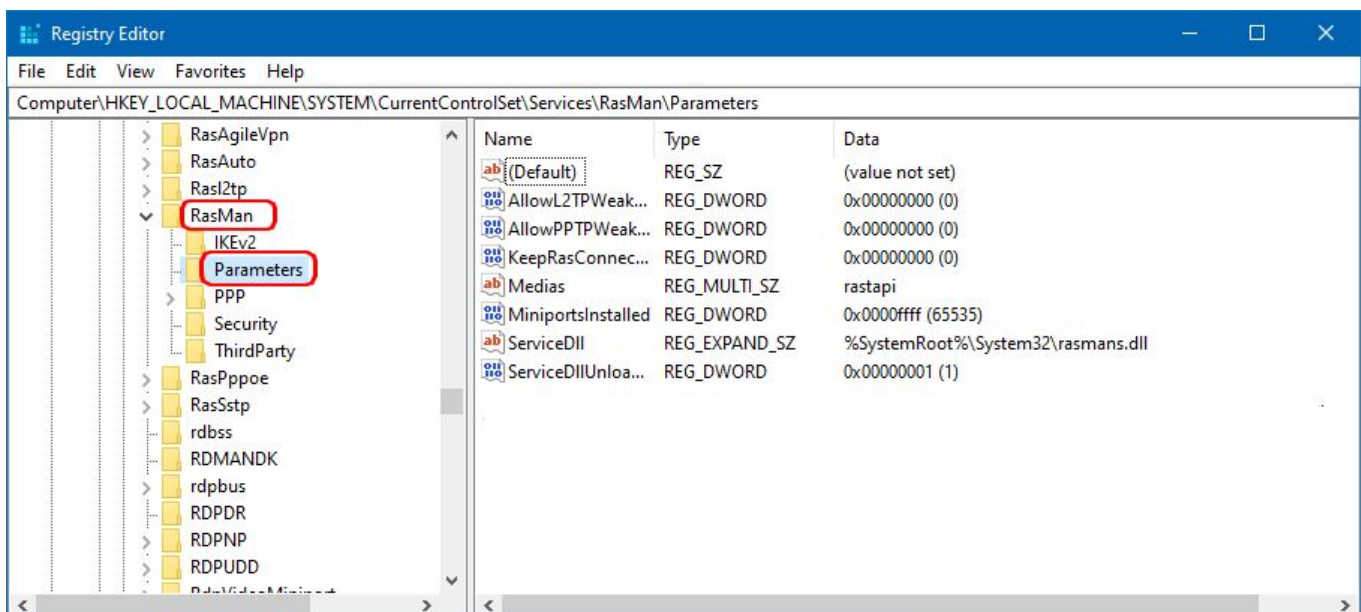 Registry Editor
File Edit View Favorites Help
Computer\HKEY_LOCAL_MACHINE\SYSTEM\CurrentControlSet\Services\RasMan\Parameters
RasAgileVpn
RasAuto
Rasl2tp
RasMan
IKEv2
Parameters
PPP
Security
ThirdParty
RasPppoe
RasSstp
rdbss
RDMANDK
rdpbus
RDPDR
RDPNP
RDPUDD
Name Type Data
(Default) REG_SZ (value not set)
AllowL2TPWeak... REG_DWORD 0x00000000 (0)
AllowPPTPWeak... REG_DWORD 0x00000000 (0)
KeepRasConnec... REG_DWORD 0x00000000 (0)
Medias REG_MULTI_SZ rastapi
MiniportsInstalled REG_DWORD 0x0000ffff (65535)
ServiceDll REG_EXPAND_SZ %SystemRoot%\System32\rasmans.dll
ServiceDllUnloa... REG_DWORD 0x00000001 (1)